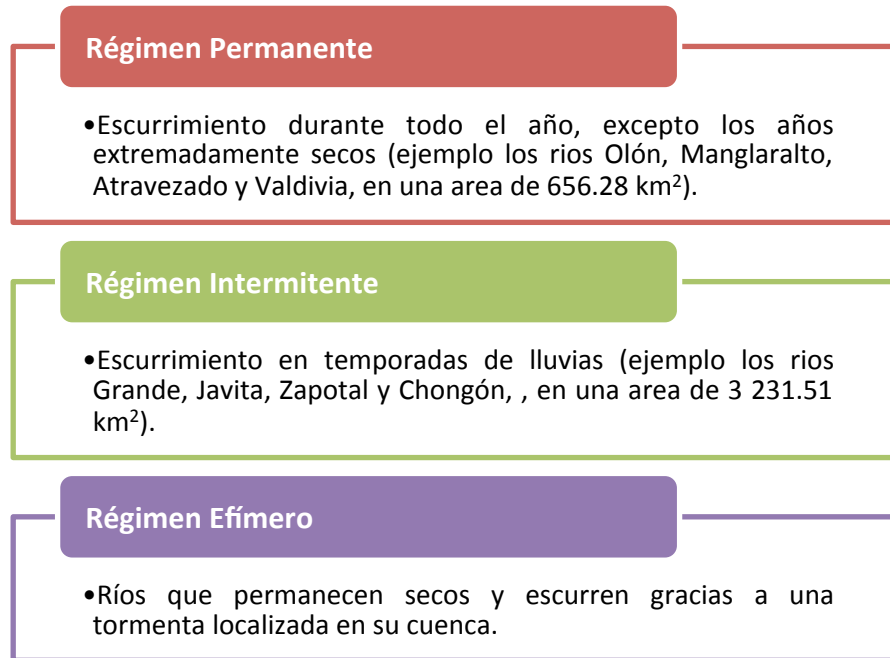 Régimen Permanente
•Escurrimiento durante todo el año, excepto los años
extremadamente secos (ejemplo los rios Olón, Manglaralto,
Atravezado y Valdivia, en una area de 656.28 km²).
Régimen Intermitente
•Escurrimiento en temporadas de lluvias (ejemplo los rios
Grande, Javita, Zapotal y Chongón, , en una area de 3 231.51
km²).
Régimen Efímero
•Ríos que permanecen secos y escurren gracias a una
tormenta localizada en su cuenca.